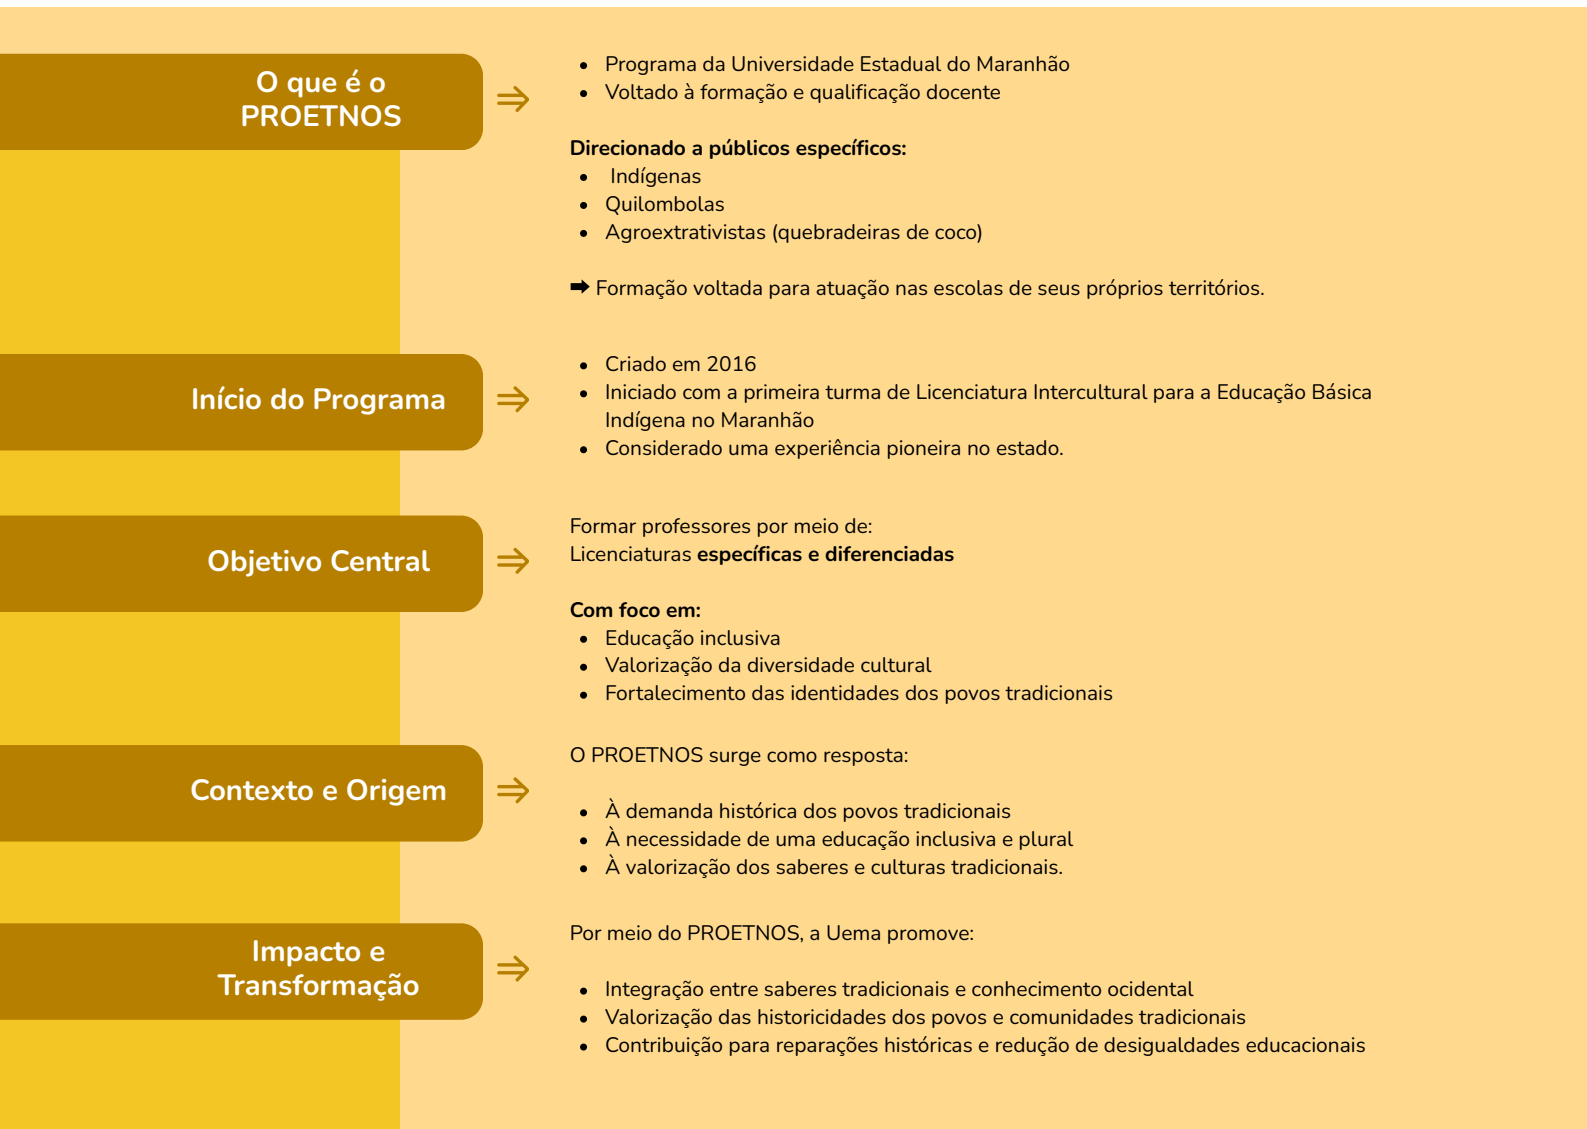 O que é o
PROETNOS
• Programa da Universidade Estadual do Maranhão
• Voltado à formação e qualificação docente
Direcionado a públicos específicos:
• Indígenas
• Quilombolas
• Agroextrativistas (quebradeiras de coco)
➡ Formação voltada para atuação nas escolas de seus próprios territórios.
Início do Programa
• Criado em 2016
• Iniciado com a primeira turma de Licenciatura Intercultural para a Educação Básica
Indígena no Maranhão
• Considerado uma experiência pioneira no estado.
Objetivo Central
Formar professores por meio de:
Licenciaturas específicas e diferenciadas
Com foco em:
• Educação inclusiva
• Valorização da diversidade cultural
• Fortalecimento das identidades dos povos tradicionais
Contexto e Origem
O PROETNOS surge como resposta:
• À demanda histórica dos povos tradicionais
• À necessidade de uma educação inclusiva e plural
• À valorização dos saberes e culturas tradicionais.
Impacto e
Transformação
Por meio do PROETNOS, a Uema promove:
• Integração entre saberes tradicionais e conhecimento ocidental
• Valorização das historicidades dos povos e comunidades tradicionais
• Contribuição para reparações históricas e redução de desigualdades educacionais